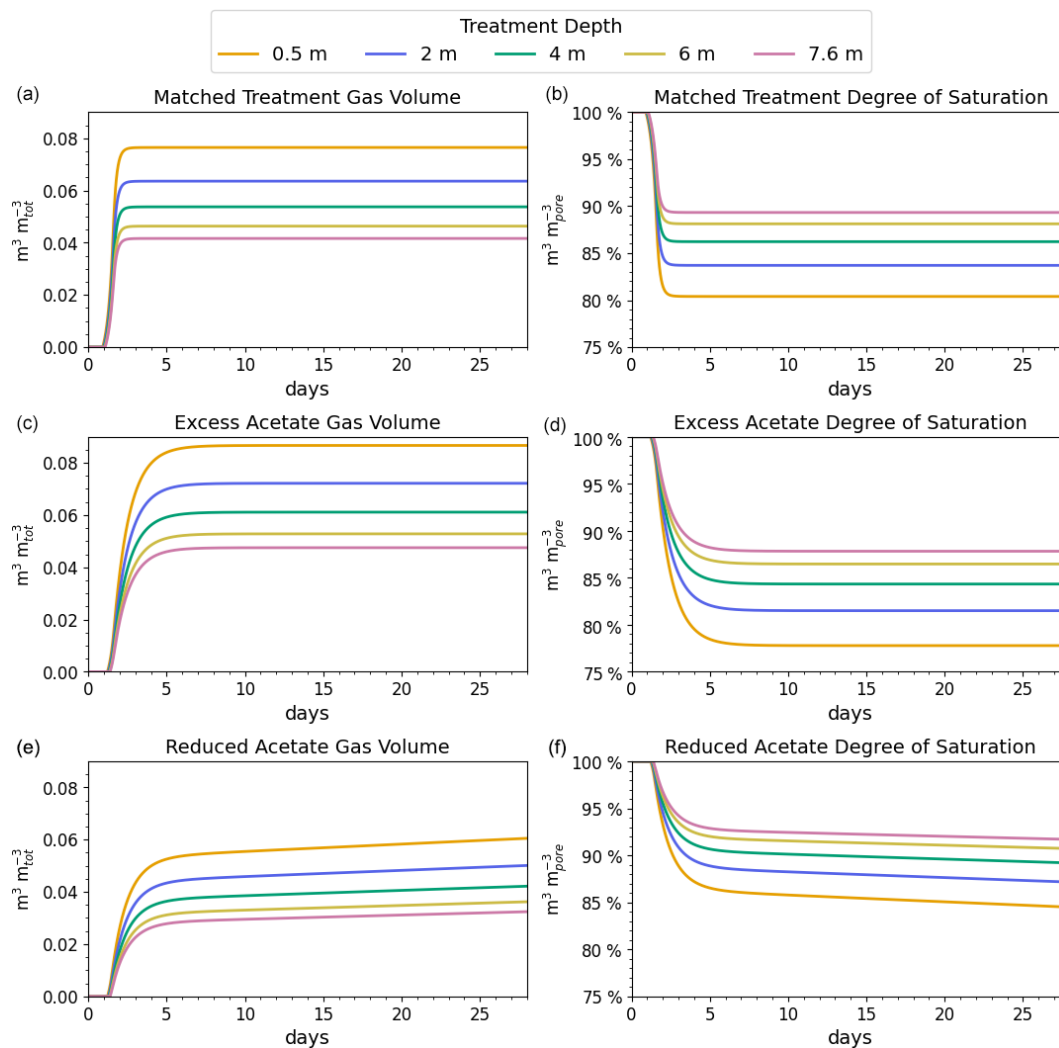 Treatment Depth
0.5 m 2 m 4 m 6 m 7.6 m
(a) Matched Treatment Gas Volume
m³ m⁻³tot
0.08
0.06
0.04
0.02
0.00
0 5 10 15 20 25
days
(b) Matched Treatment Degree of Saturation
m³ m⁻³pore
100 %
95 %
90 %
85 %
80 %
75 %
0 5 10 15 20 25
days
(c) Excess Acetate Gas Volume
m³ m⁻³tot
0.08
0.06
0.04
0.02
0.00
0 5 10 15 20 25
days
(d) Excess Acetate Degree of Saturation
m³ m⁻³pore
100 %
95 %
90 %
85 %
80 %
75 %
0 5 10 15 20 25
days
(e) Reduced Acetate Gas Volume
m³ m⁻³tot
0.08
0.06
0.04
0.02
0.00
0 5 10 15 20 25
days
(f) Reduced Acetate Degree of Saturation
m³ m⁻³pore
100 %
95 %
90 %
85 %
80 %
75 %
0 5 10 15 20 25
days